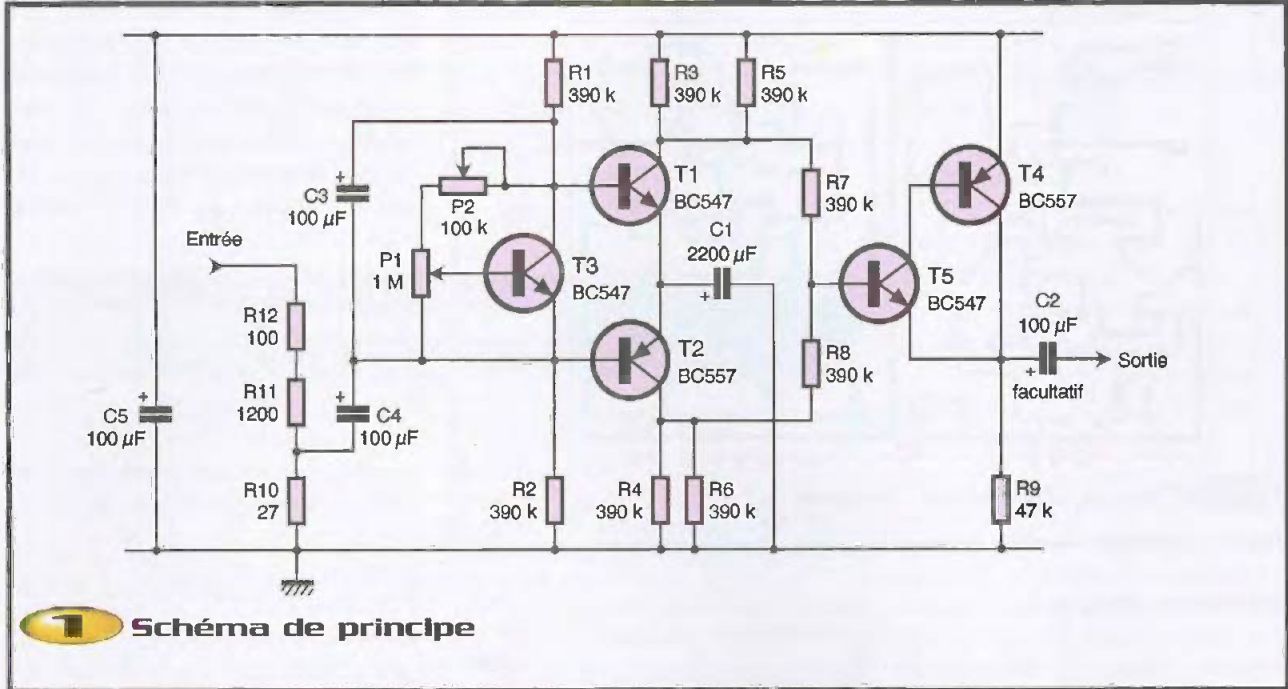 R1
390 k
R3
390 k
R5
390 k
C3
100 µF
+
P2
100 k
T1
BC547
R7
390 k
T4
BC557
Entrée
P1
1 M
T3
BC547
C1
2200 µF
+
T5
BC547
R12
100
C2
100 µF
T2
BC557
R8
390 k
Sortie
+
facultatif
+
C5
100 µF
R11
1200
+
C4
100 µF
R10
27
R2
390 k
R4
390 k
R6
390 k
R9
47 k
1 Schéma de principe